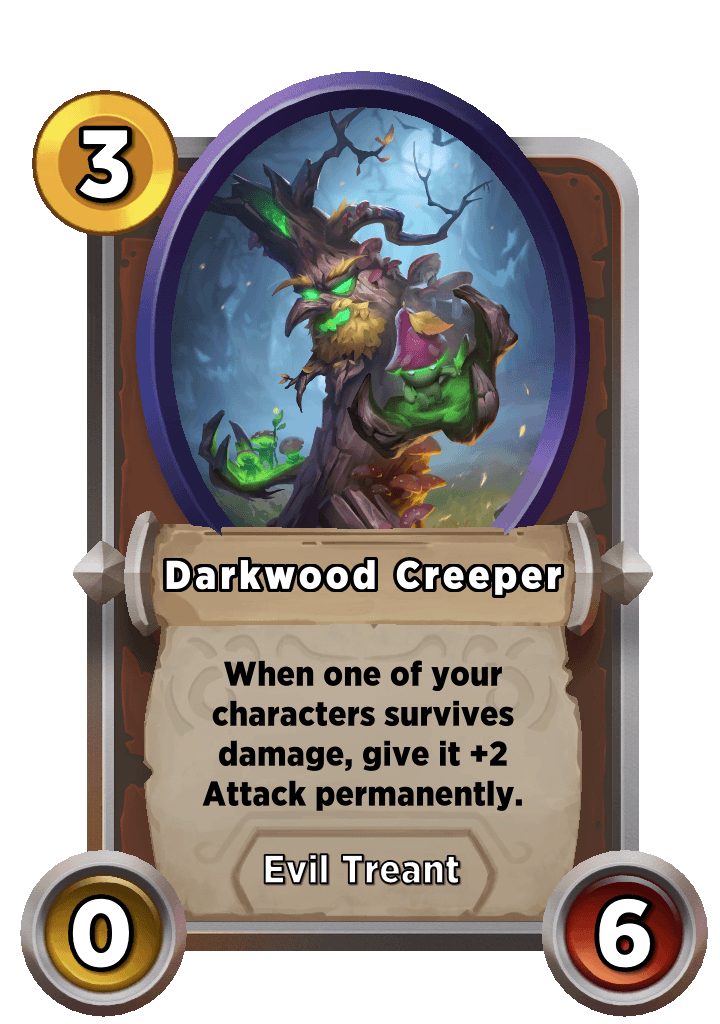 3
Darkwood Creeper
When one of your
characters survives
damage, give it +2
Attack permanently.
Evil Treant
0
6